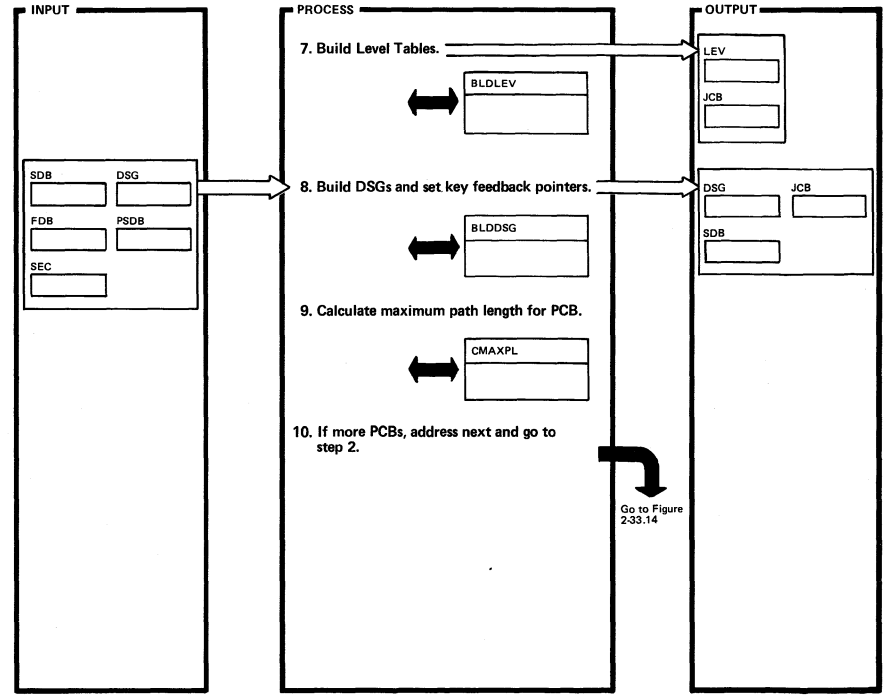 INPUT
SDB DSG
FDB PSDB
SEC
PROCESS
7. Build Level Tables.
BLDLEV
8. Build DSGs and set key feedback pointers.
BLDDSG
9. Calculate maximum path length for PCB.
CMAXPL
10. If more PCBs, address next and go to
step 2.
Go to Figure
2-33.14
OUTPUT
LEV
JCB
DSG JCB
SDB